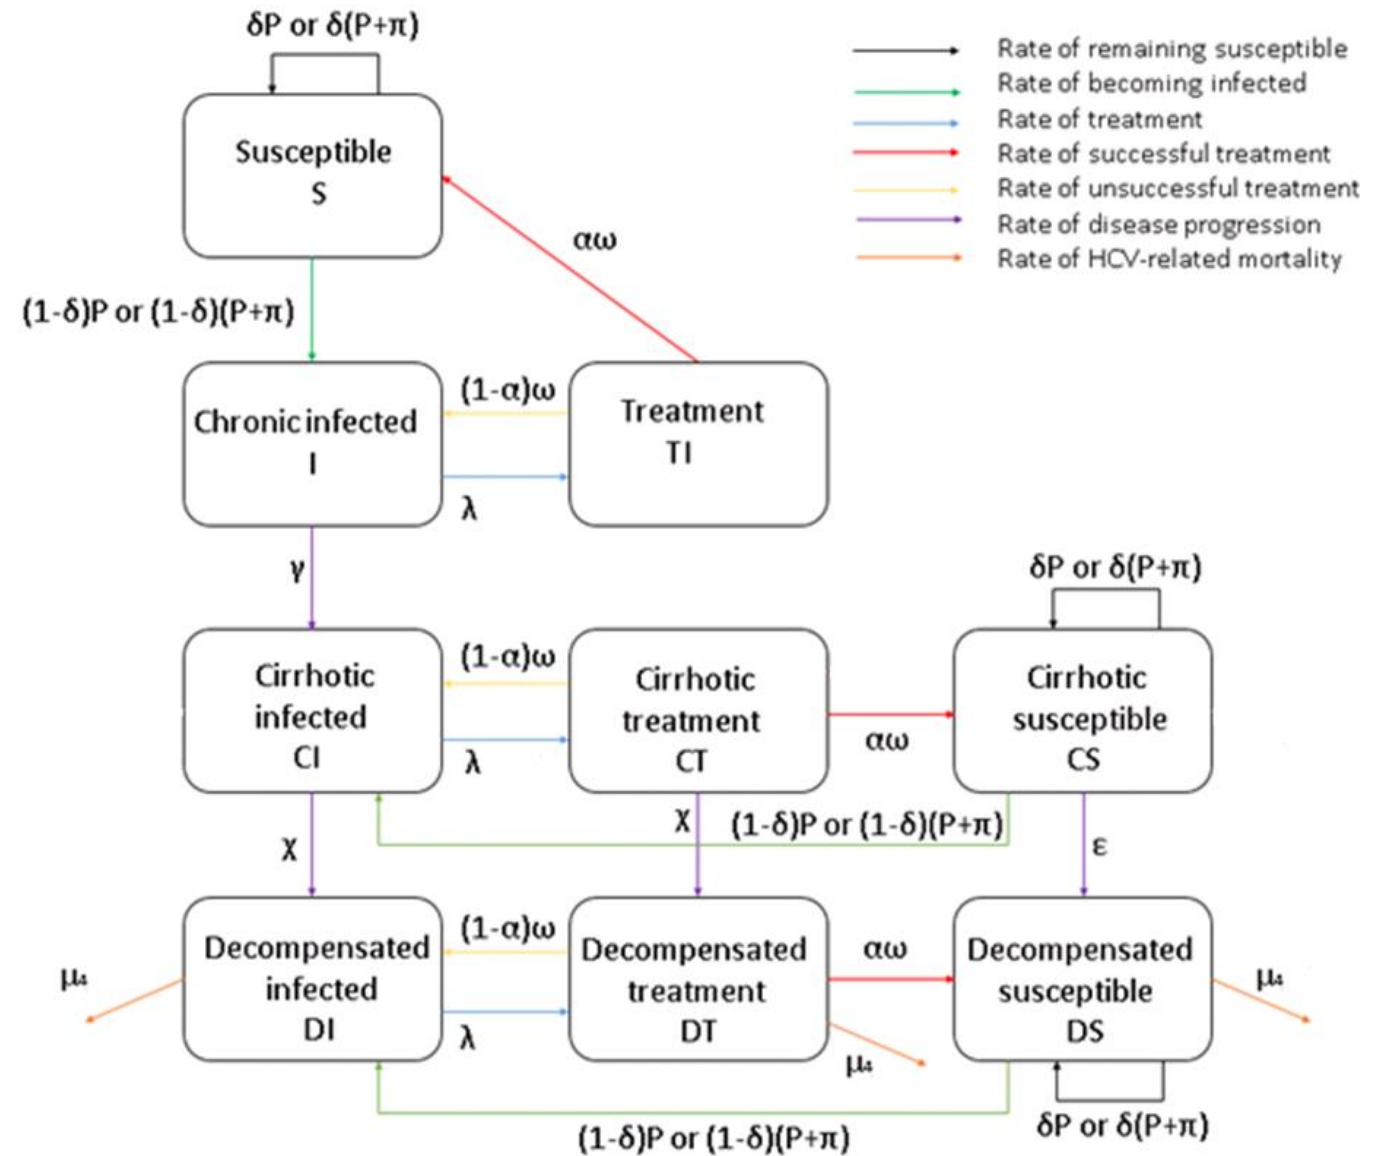 δP or δ(P+π)
Rate of remaining susceptible
Rate of becoming infected
Rate of treatment
Rate of successful treatment
Rate of unsuccessful treatment
Rate of disease progression
Rate of HCV-related mortality
Susceptible
S
αω
(1-δ)P or (1-δ)(P+π)
Chronic infected
I
(1-α)ω
λ
Treatment
TI
γ
δP or δ(P+π)
Cirrhotic
infected
CI
(1-α)ω
λ
Cirrhotic
treatment
CT
αω
Cirrhotic
susceptible
CS
χ
χ
(1-δ)P or (1-δ)(P+π)
ε
μ₄
Decompensated
infected
DI
(1-α)ω
λ
Decompensated
treatment
DT
αω
μ₄
Decompensated
susceptible
DS
μ₄
(1-δ)P or (1-δ)(P+π)
δP or δ(P+π)